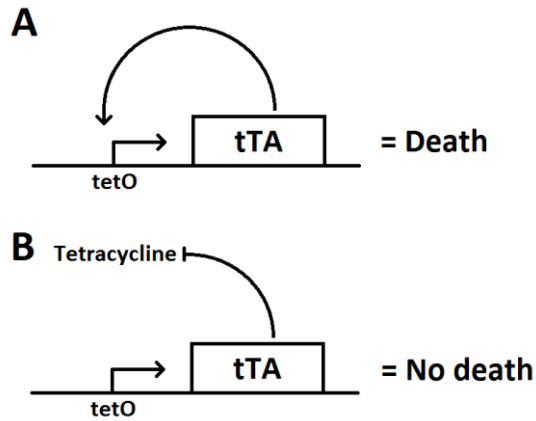 A
tTA = Death
tetO
B
Tetracycline
tTA = No death
tetO